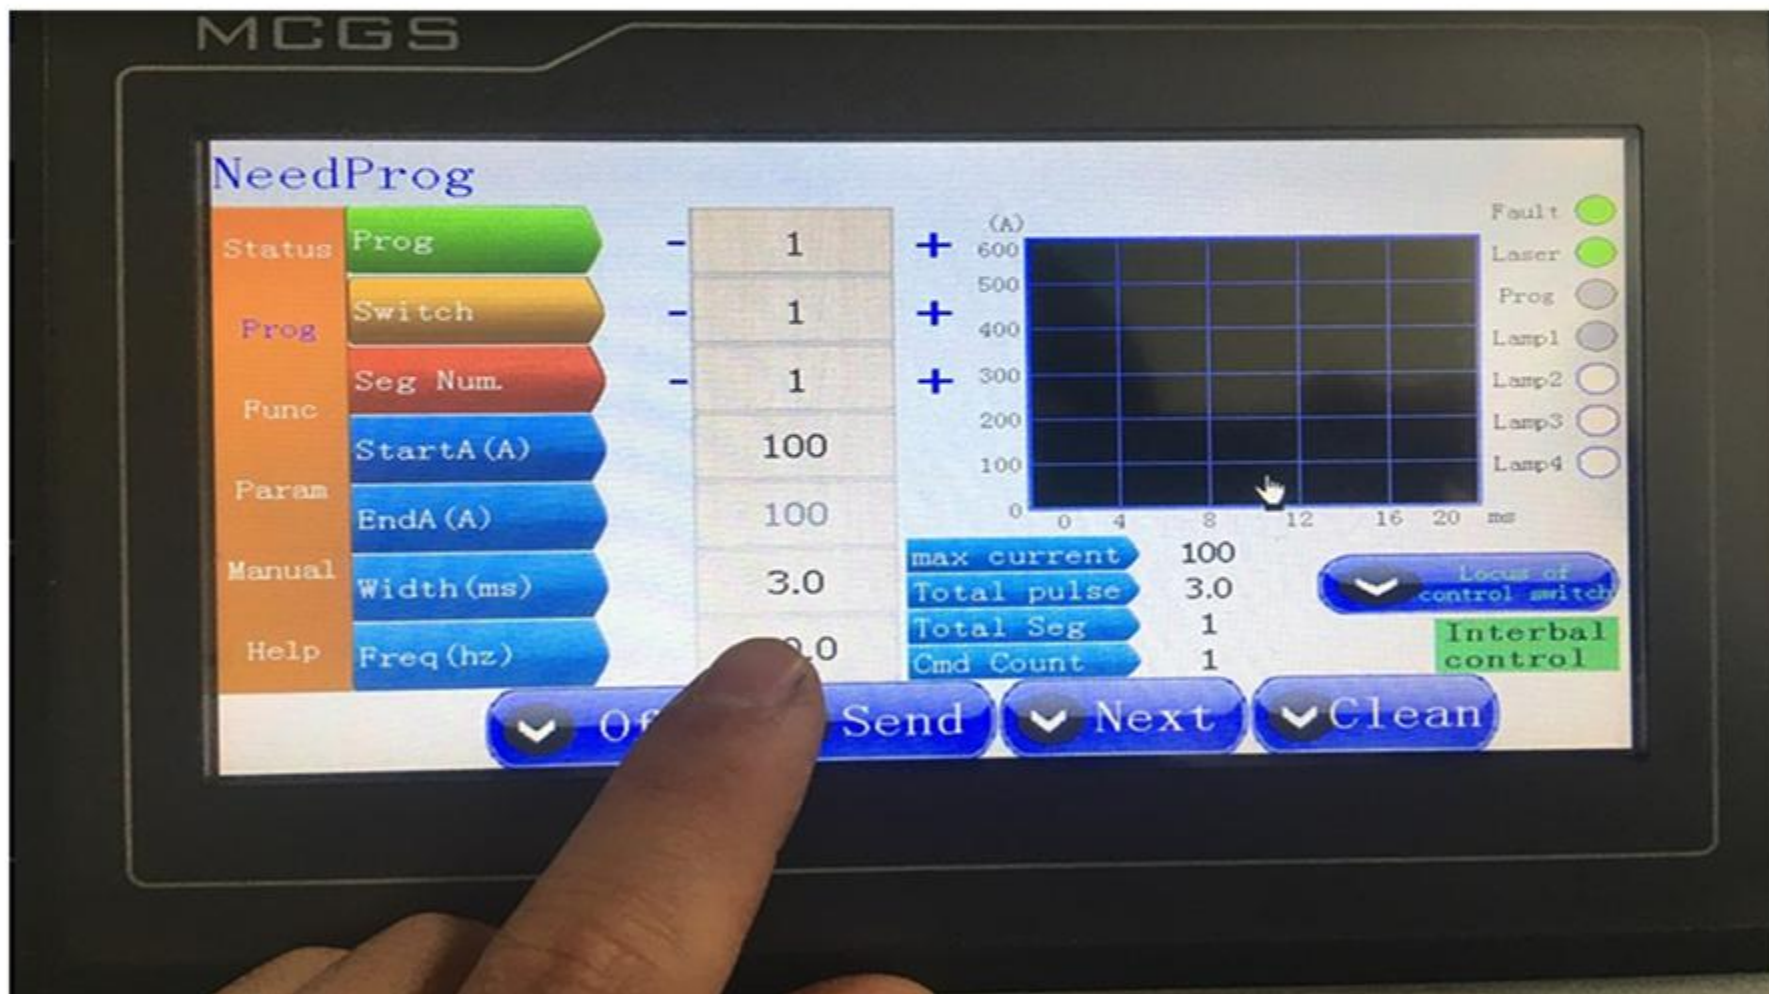 MCGS
NeedProg
Status
Prog
Func
Param
Manual
Help
Prog - 1 +
Switch - 1 +
Seg Num. - 1 +
StartA(A) 100
EndA(A) 100
Width(ms) 3.0
Freq(hz) .0
(A)
600
500
400
300
200
100
0
0 4 8 12 16 20 ms
Fault
Laser
Prog
Lamp1
Lamp2
Lamp3
Lamp4
max current 100
Total pulse 3.0
Total Seg 1
Cmd Count 1
Locus of
control switch
Interbal
control
Send
Next
Clean